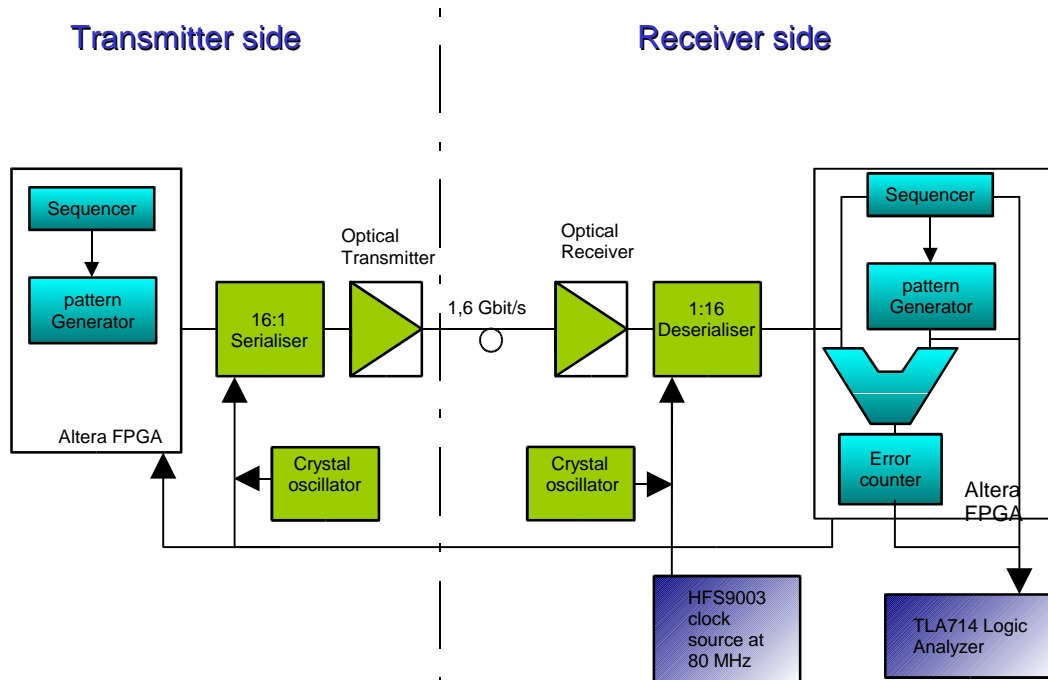 Transmitter side
Receiver side
Sequencer
pattern
Generator
Altera FPGA
16:1
Serialiser
Optical
Transmitter
1,6 Gbit/s
Optical
Receiver
1:16
Deserialiser
Sequencer
pattern
Generator
Error
counter
Altera
FPGA
Crystal
oscillator
Crystal
oscillator
HFS9003
clock
source at
80 MHz
TLA714 Logic
Analyzer